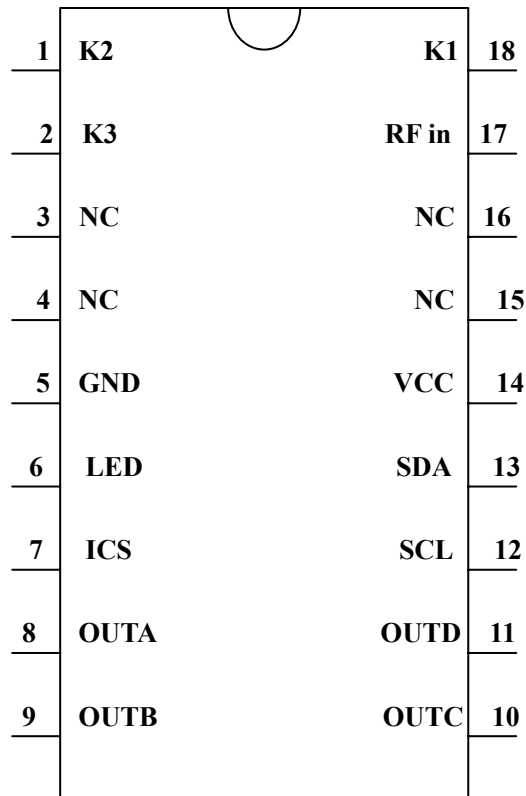 1 K2 K1 18
2 K3 RF in 17
3 NC NC 16
4 NC NC 15
5 GND VCC 14
6 LED SDA 13
7 ICS SCL 12
8 OUTA OUTD 11
9 OUTB OUTC 10